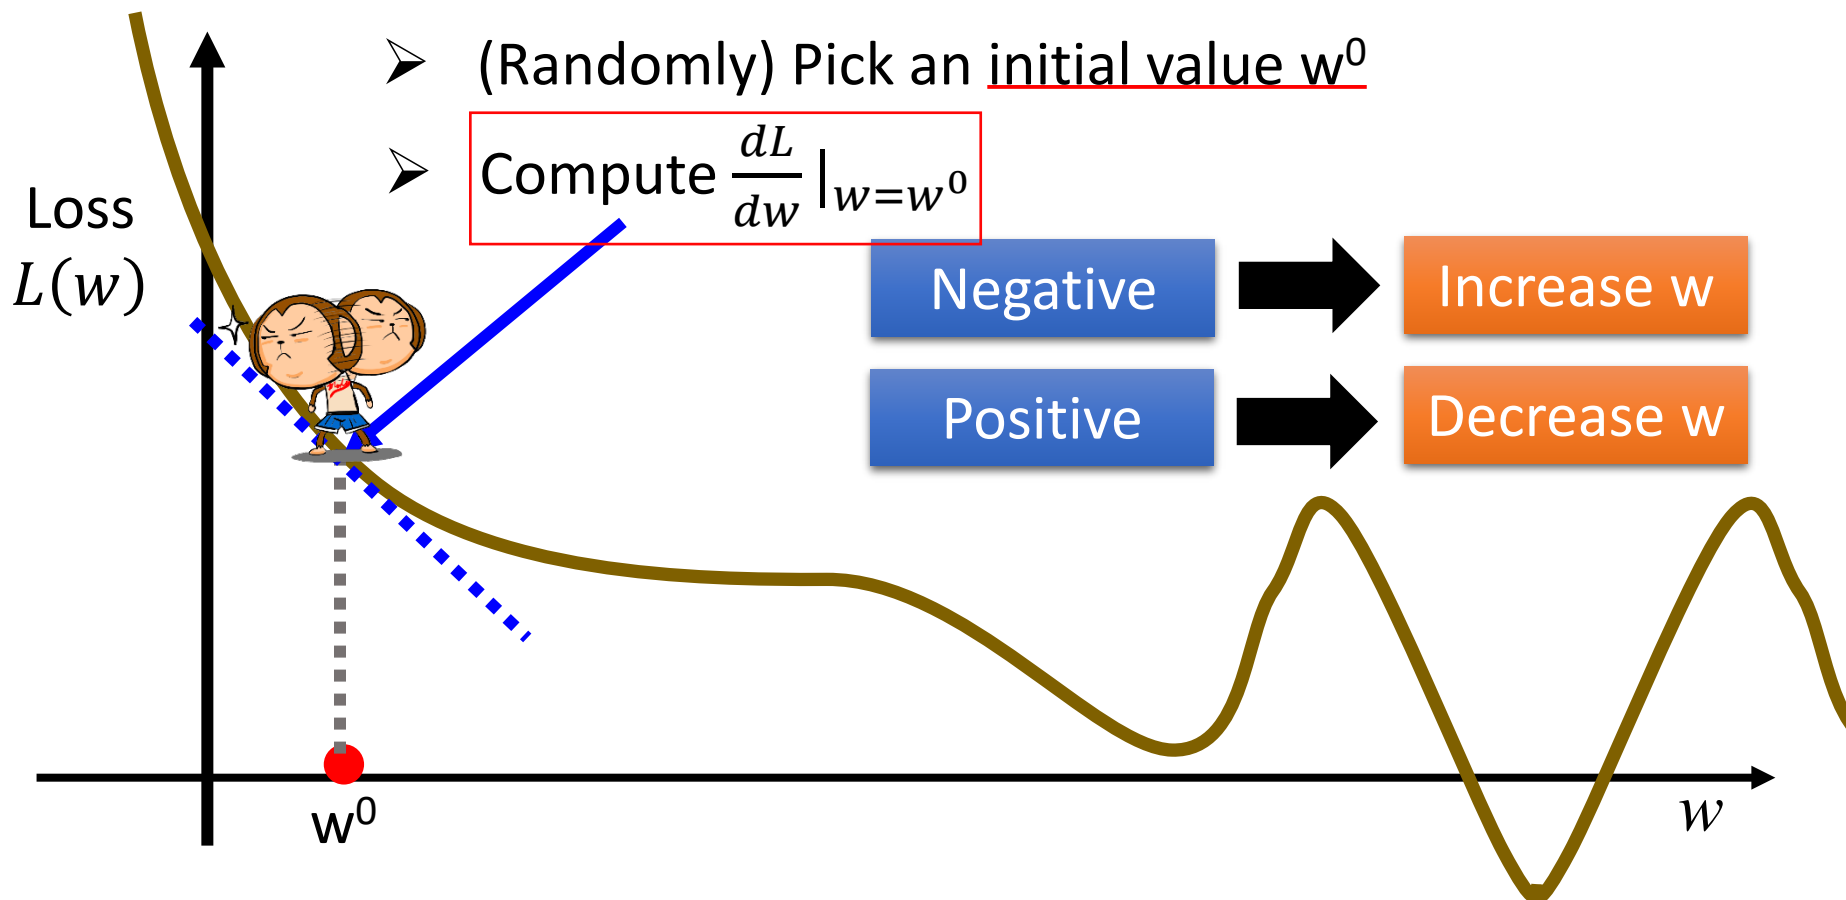 ➢ (Randomly) Pick an initial value w⁰
➢ Compute dL/dw |w=w⁰
Loss
L(w)
Negative
Increase w
Positive
Decrease w
w⁰
w